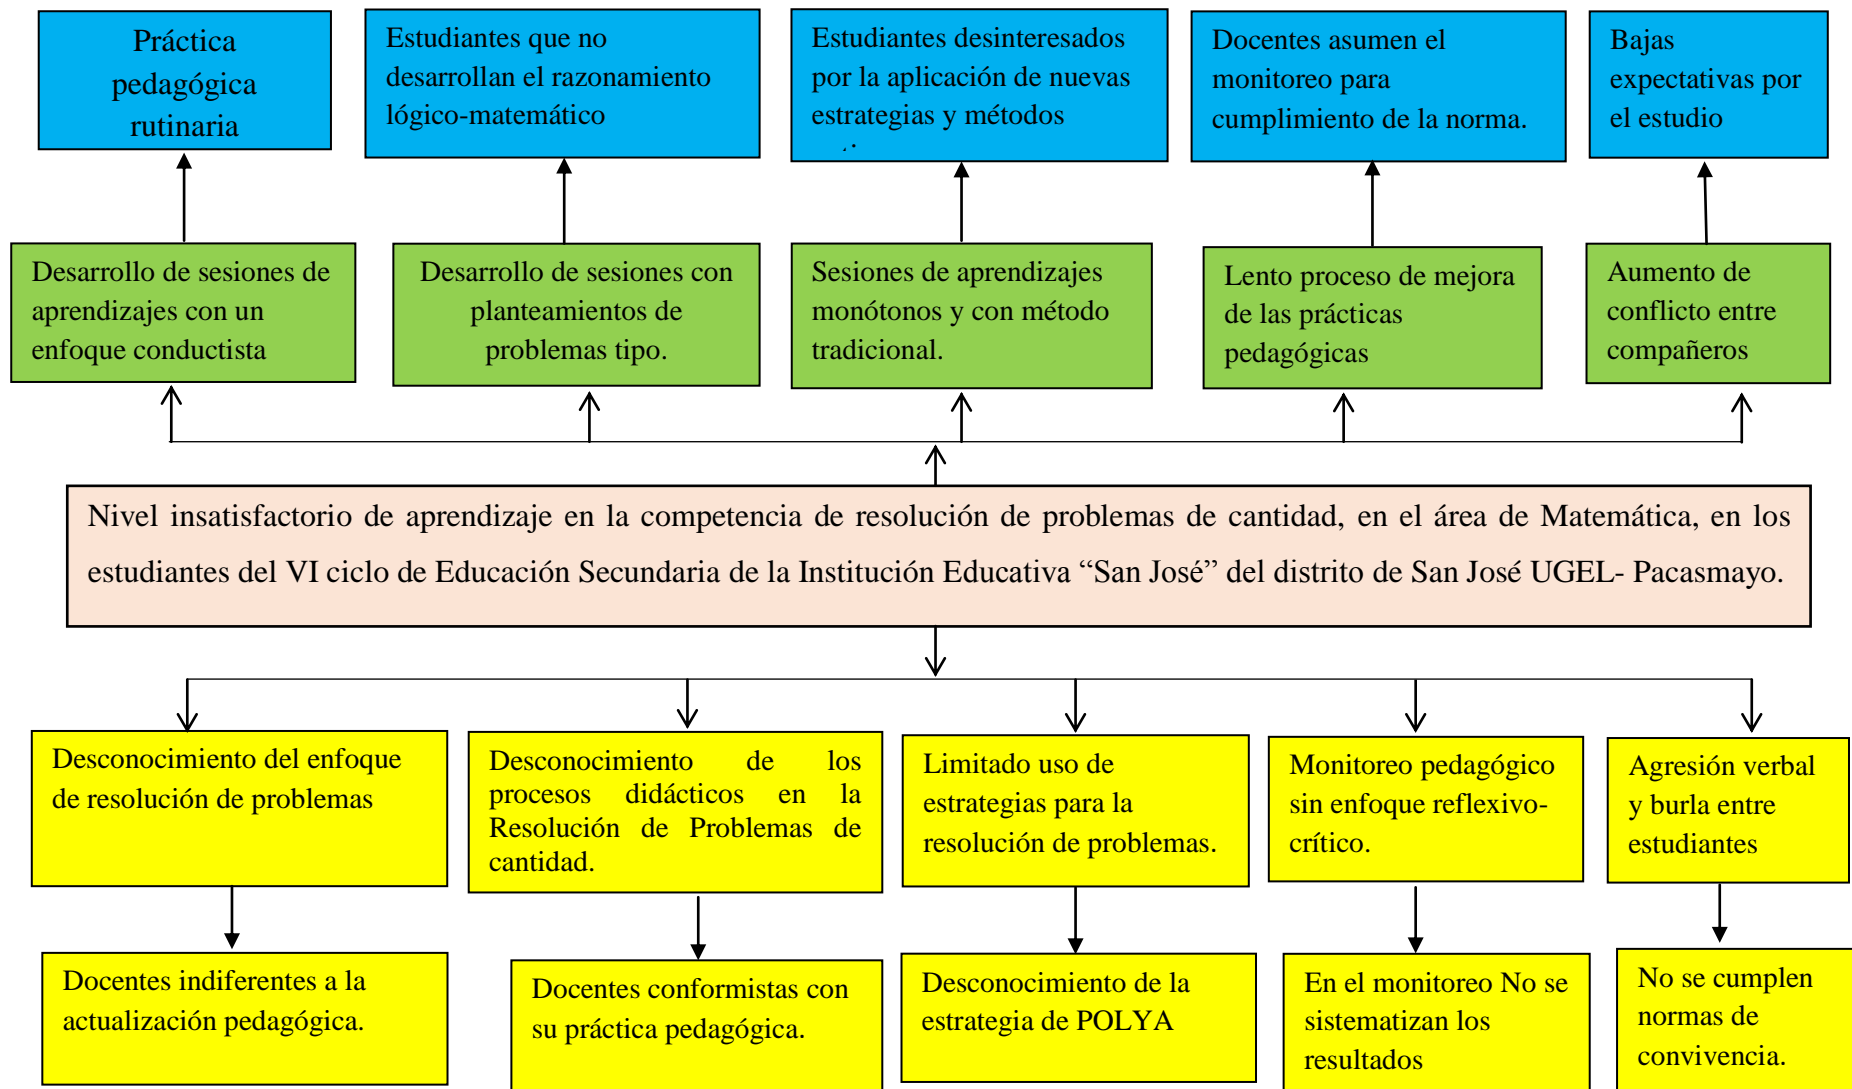 Práctica
pedagógica
rutinaria
Estudiantes que no
desarrollan el razonamiento
lógico-matemático
Estudiantes desinteresados
por la aplicación de nuevas
estrategias y métodos
Docentes asumen el
monitoreo para
cumplimiento de la norma.
Bajas
expectativas por
el estudio
Desarrollo de sesiones de
aprendizajes con un
enfoque conductista
Desarrollo de sesiones con
planteamientos de
problemas tipo.
Sesiones de aprendizajes
monótonos y con método
tradicional.
Lento proceso de mejora
de las prácticas
pedagógicas
Aumento de
conflicto entre
compañeros
Nivel insatisfactorio de aprendizaje en la competencia de resolución de problemas de cantidad, en el área de Matemática, en los
estudiantes del VI ciclo de Educación Secundaria de la Institución Educativa “San José” del distrito de San José UGEL- Pacasmayo.
Desconocimiento del enfoque
de resolución de problemas
Desconocimiento de los
procesos didácticos en la
Resolución de Problemas de
cantidad.
Limitado uso de
estrategias para la
resolución de problemas.
Monitoreo pedagógico
sin enfoque reflexivo-
crítico.
Agresión verbal
y burla entre
estudiantes
Docentes indiferentes a la
actualización pedagógica.
Docentes conformistas con
su práctica pedagógica.
Desconocimiento de la
estrategia de POLYA
En el monitoreo No se
sistematizan los
resultados
No se cumplen
normas de
convivencia.